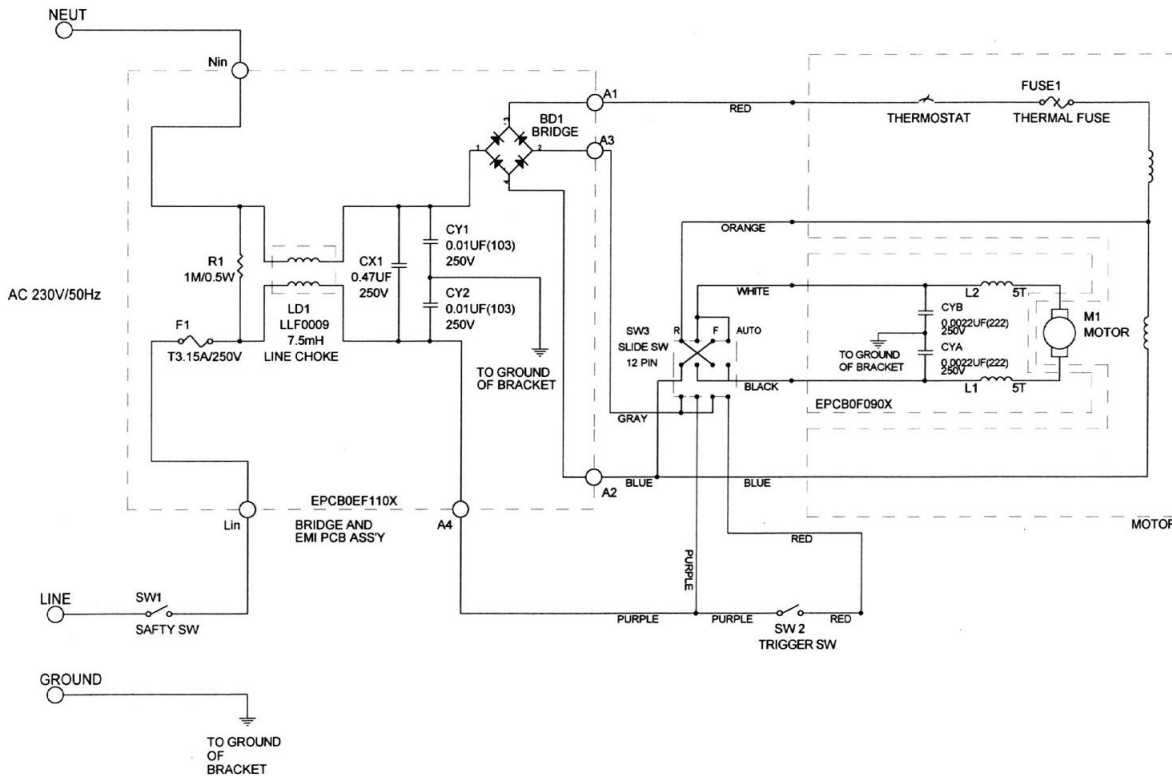 NEUT
Nin
A1
RED
THERMOSTAT
FUSE1
THERMAL FUSE
BD1
BRIDGE
3
1
2
4
A3
ORANGE
R1
1M/0.5W
CX1
0.47UF
250V
CY1
0.01UF(103)
250V
CY2
0.01UF(103)
250V
AC 230V/50Hz
F1
T3.15A/250V
LD1
LLF0009
7.5mH
LINE CHOKE
TO GROUND
OF BRACKET
WHITE
SW3
SLIDE SW
12 PIN
R
F
AUTO
L2
5T
CYB
0.0022UF(222)
250V
CYA
0.0022UF(222)
250V
TO GROUND
OF BRACKET
M1
MOTOR
BLACK
L1
5T
GRAY
EPCB0F090X
A2
BLUE
BLUE
EPCB0EF110X
Lin
BRIDGE AND
EMI PCB ASS'Y
A4
MOTOR
RED
PURPLE
LINE
SW1
SAFTY SW
PURPLE
PURPLE
RED
SW 2
TRIGGER SW
GROUND
TO GROUND
OF
BRACKET